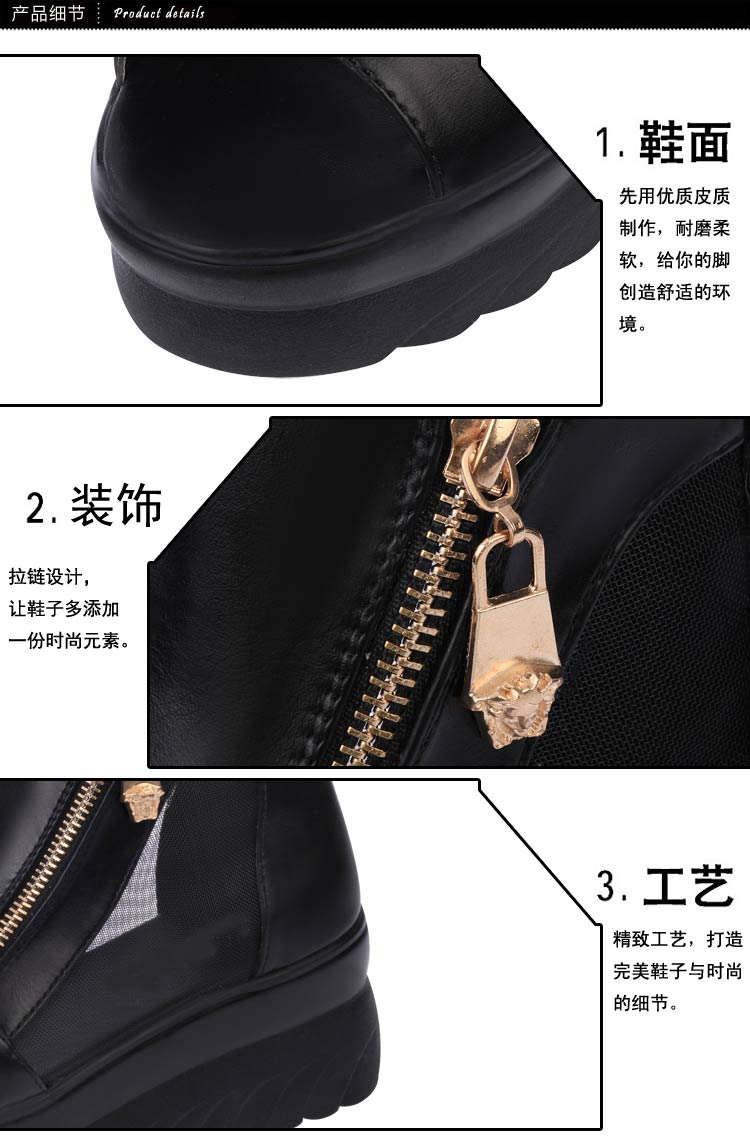 产品细节 Product details
1. 鞋面
先用优质皮质
制作，耐磨柔
软，给你的脚
创造舒适的环
境。
2. 装饰
拉链设计，
让鞋子多添加
一份时尚元素。
3. 工艺
精致工艺，打造
完美鞋子与时尚
的细节。